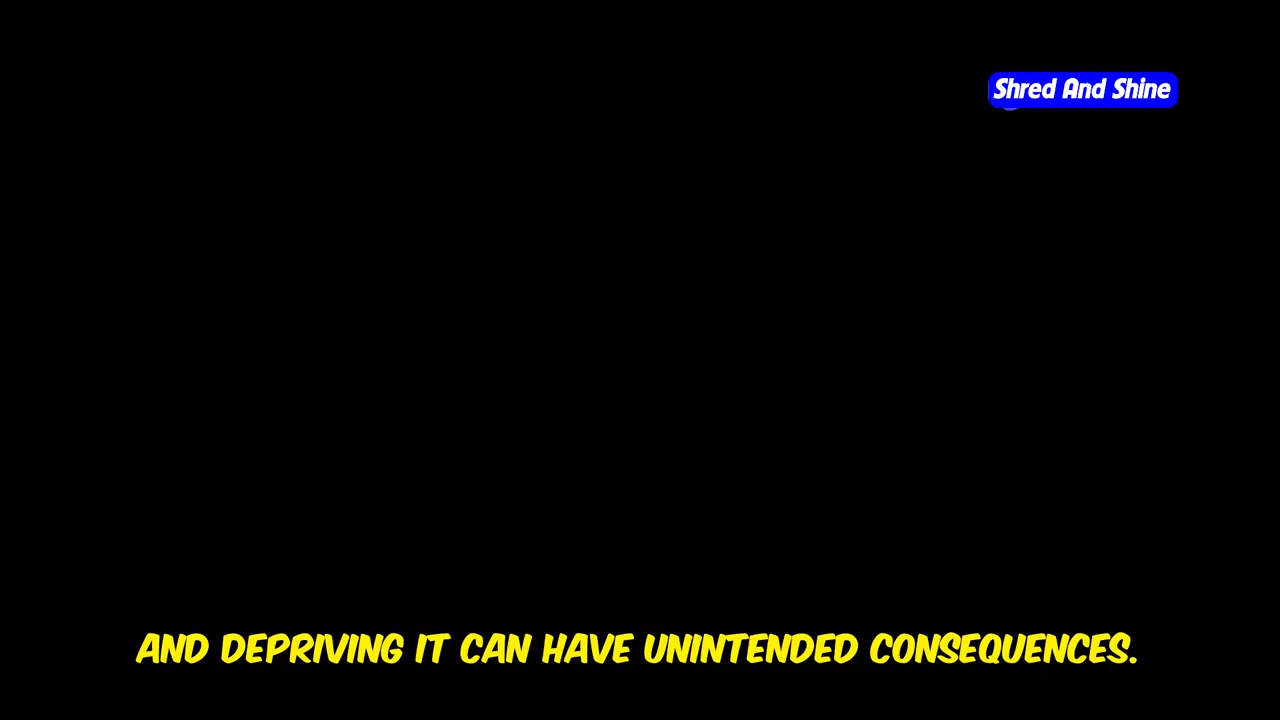 Shred And Shine
AND DEPRIVING IT CAN HAVE UNINTENDED CONSEQUENCES.